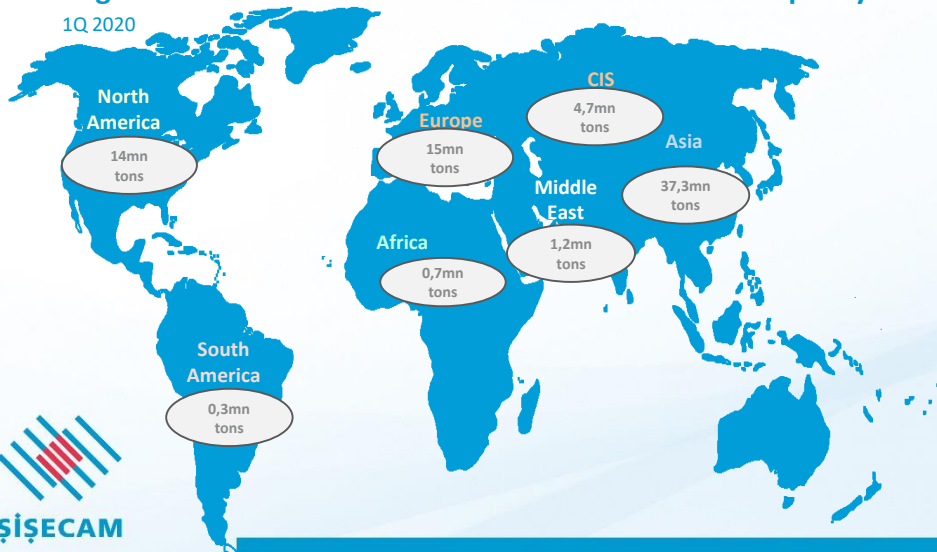 1Q 2020
North
America
14mn
tons
CIS
4,7mn
tons
Europe
15mn
tons
Asia
37,3mn
tons
Middle
East
1,2mn
tons
Africa
0,7mn
tons
South
America
0,3mn
tons
ŞİŞECAM